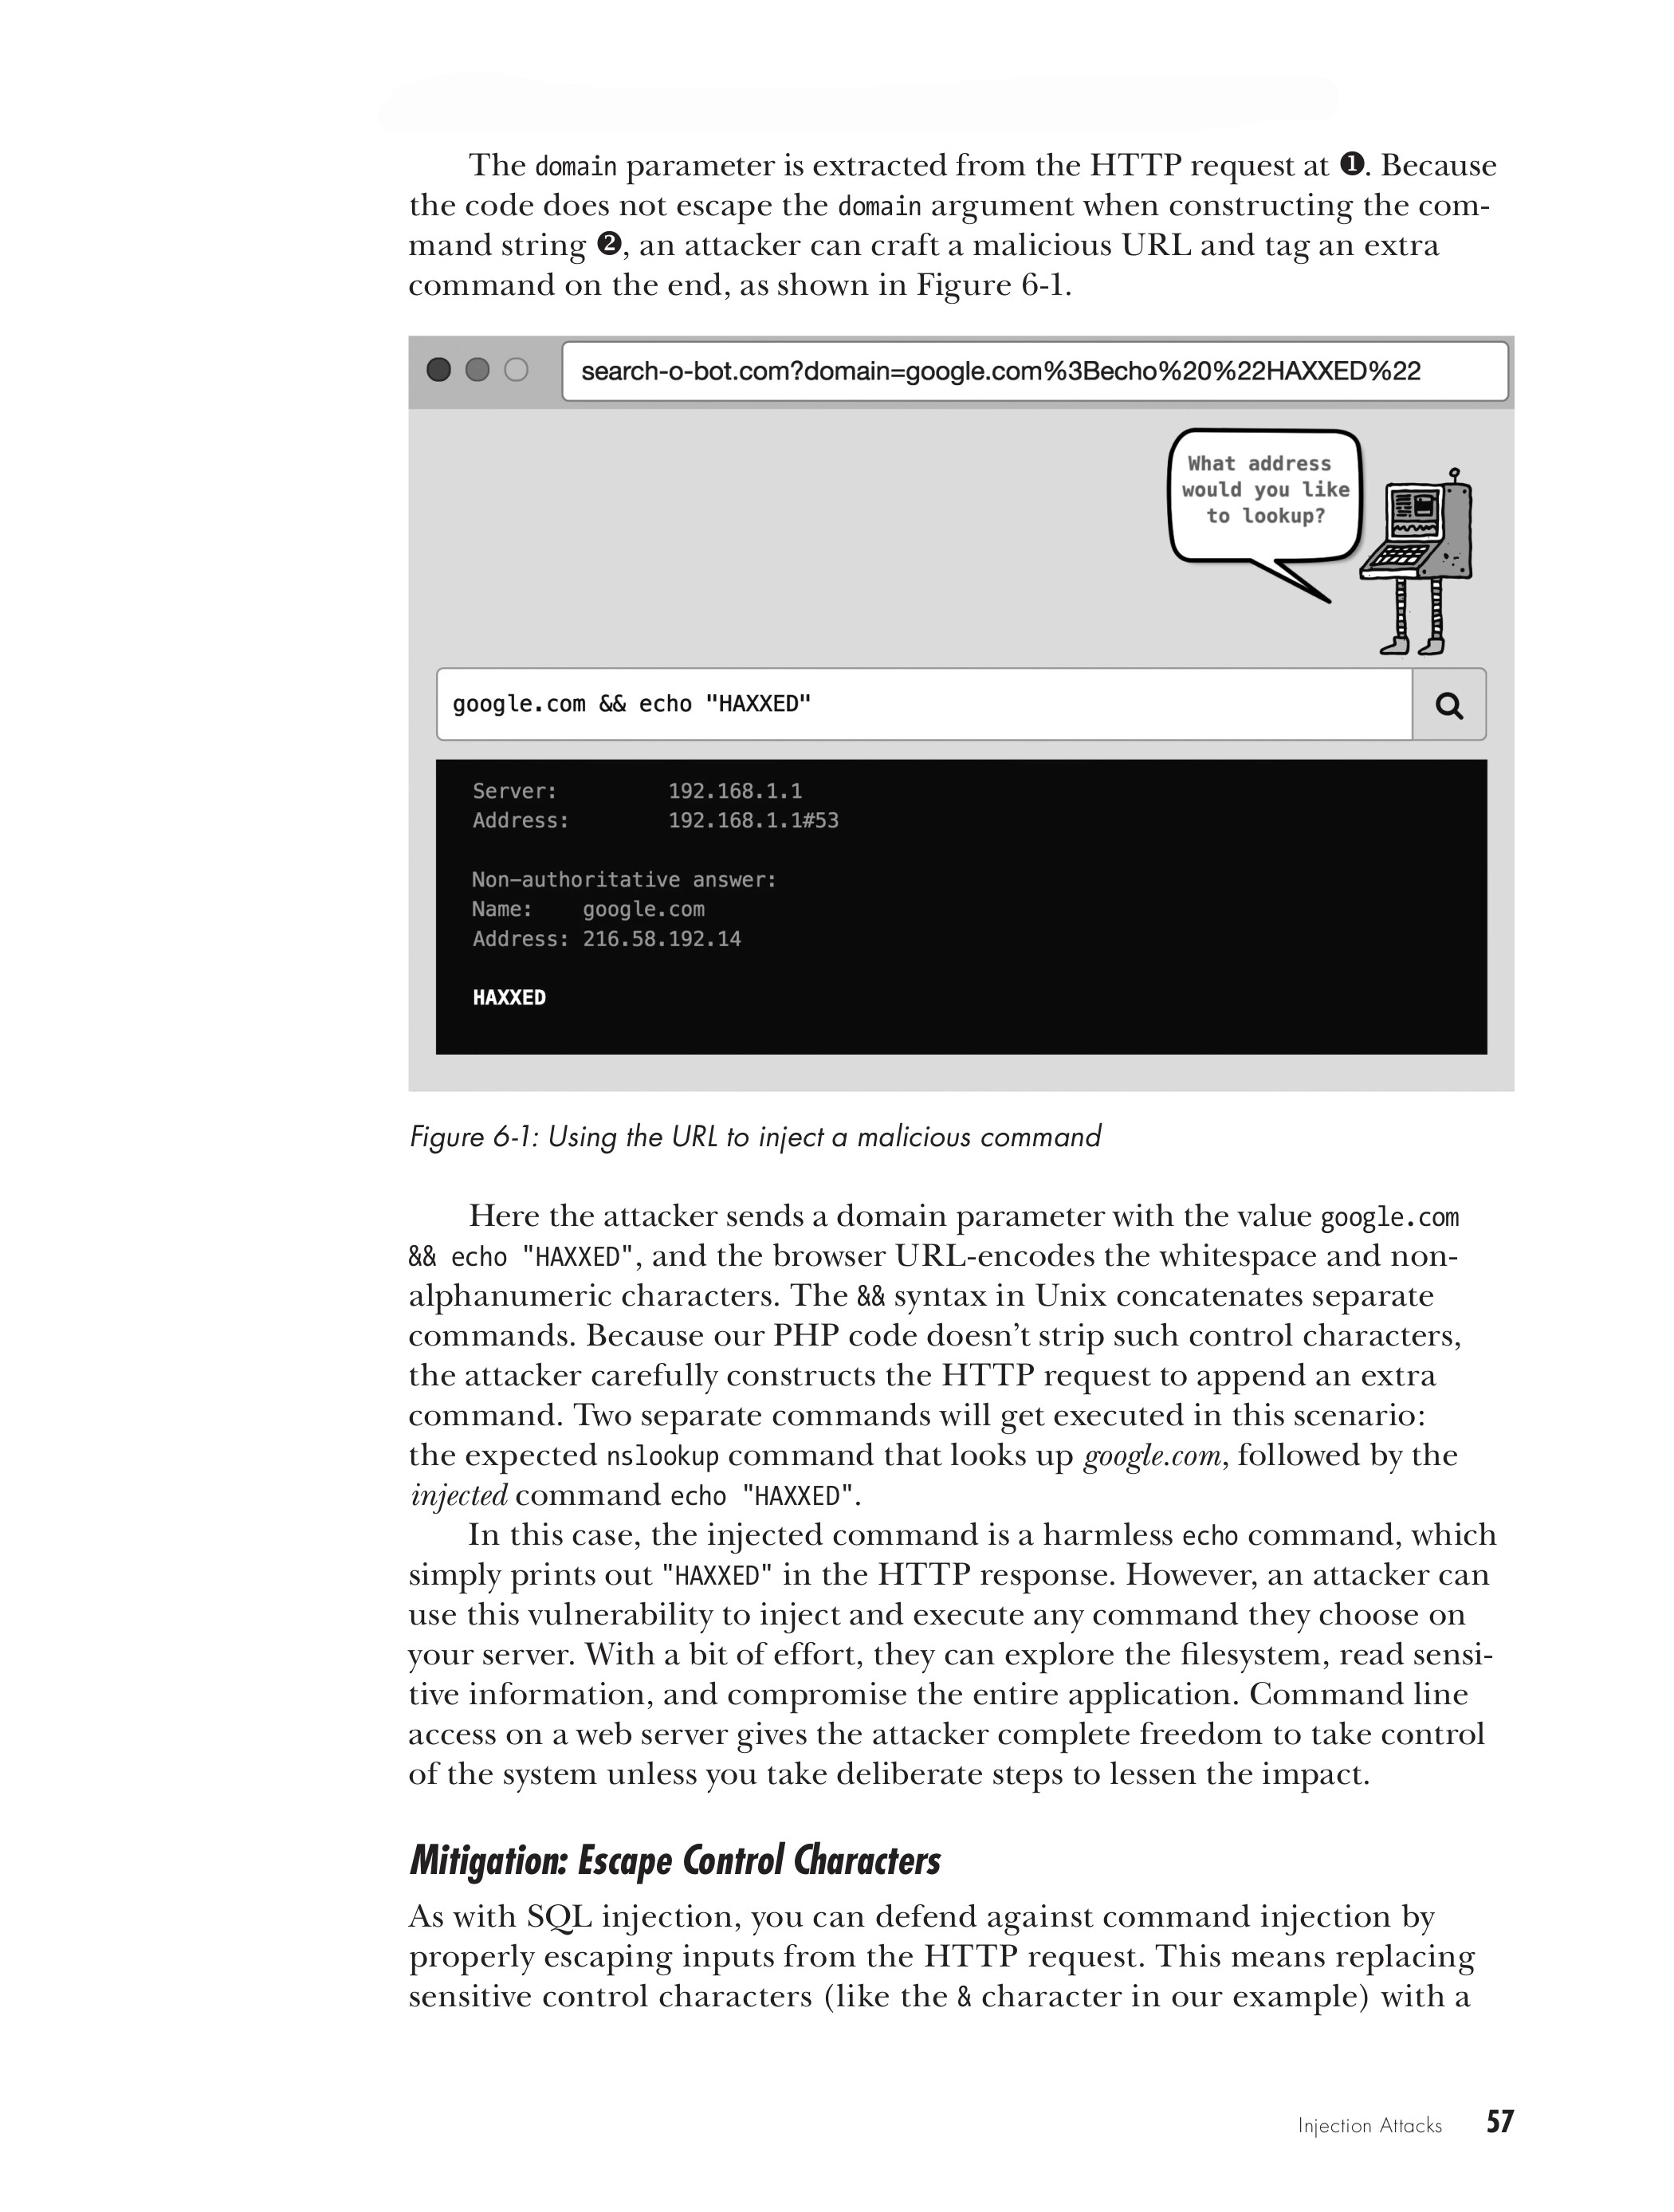 The domain parameter is extracted from the HTTP request at ❶. Because
the code does not escape the domain argument when constructing the com-
mand string ❷, an attacker can craft a malicious URL and tag an extra
command on the end, as shown in Figure 6-1.
search-o-bot.com?domain=google.com%3Becho%20%22HAXXED%22
What address
would you like
to lookup?
google.com && echo "HAXXED"
Server: 192.168.1.1
Address: 192.168.1.1#53
Non-authoritative answer:
Name: google.com
Address: 216.58.192.14
HAXXED
Figure 6-1: Using the URL to inject a malicious command
Here the attacker sends a domain parameter with the value google.com
&& echo "HAXXED", and the browser URL-encodes the whitespace and non-
alphanumeric characters. The && syntax in Unix concatenates separate
commands. Because our PHP code doesn’t strip such control characters,
the attacker carefully constructs the HTTP request to append an extra
command. Two separate commands will get executed in this scenario:
the expected nslookup command that looks up google.com, followed by the
injected command echo "HAXXED".
In this case, the injected command is a harmless echo command, which
simply prints out "HAXXED" in the HTTP response. However, an attacker can
use this vulnerability to inject and execute any command they choose on
your server. With a bit of effort, they can explore the filesystem, read sensi-
tive information, and compromise the entire application. Command line
access on a web server gives the attacker complete freedom to take control
of the system unless you take deliberate steps to lessen the impact.
Mitigation: Escape Control Characters
As with SQL injection, you can defend against command injection by
properly escaping inputs from the HTTP request. This means replacing
sensitive control characters (like the & character in our example) with a
Injection Attacks 57